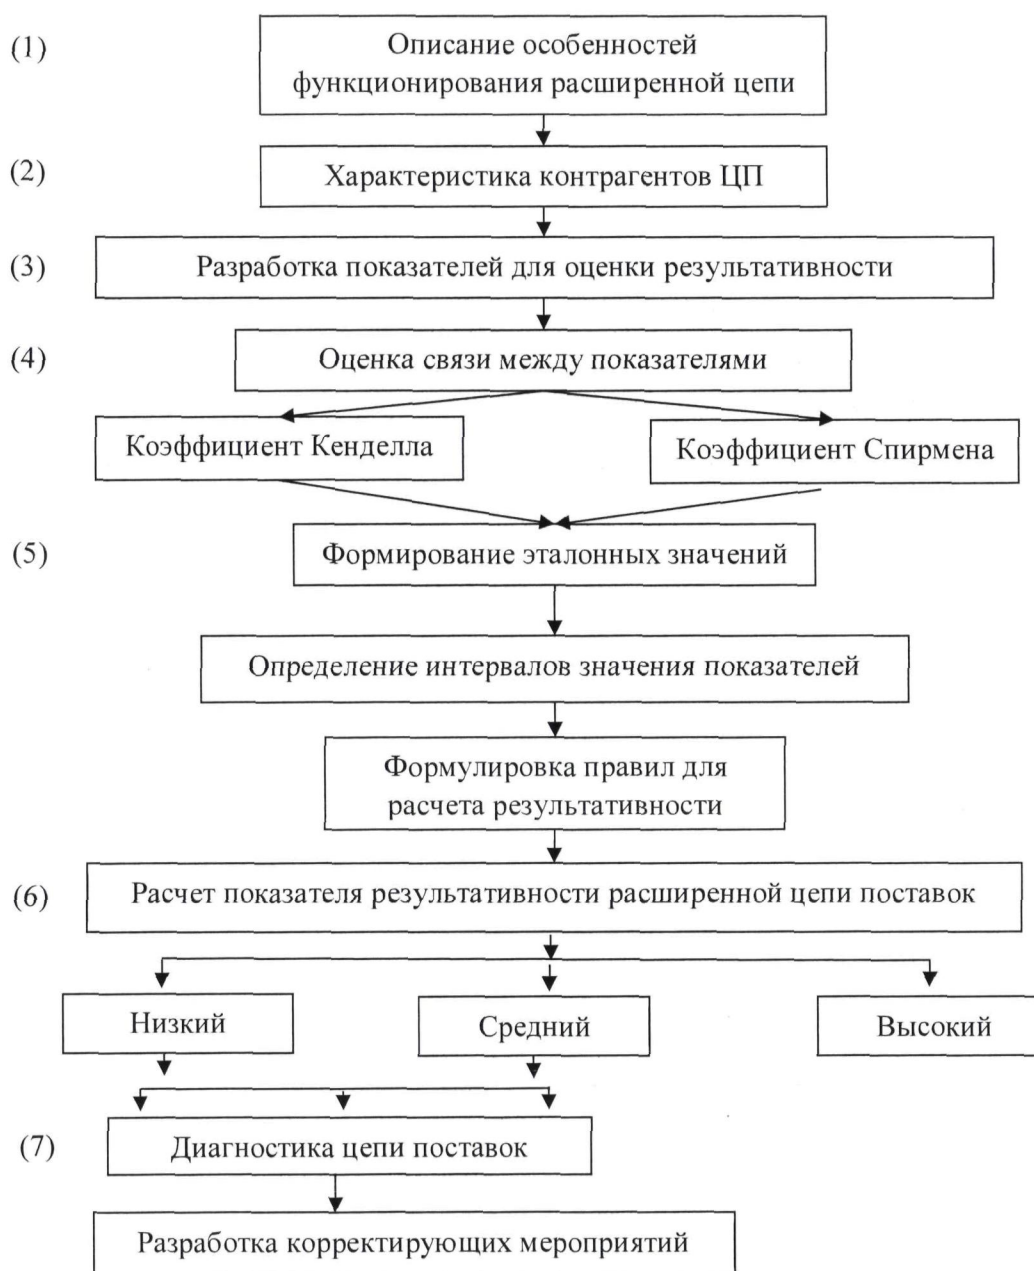 (1)
Описание особенностей
функционирования расширенной цепи
(2)
Характеристика контрагентов ЦП
(3)
Разработка показателей для оценки результативности
(4)
Оценка связи между показателями
Коэффициент Кенделла
Коэффициент Спирмена
(5)
Формирование эталонных значений
Определение интервалов значения показателей
Формулировка правил для
расчета результативности
(6)
Расчет показателя результативности расширенной цепи поставок
Низкий
Средний
Высокий
(7)
Диагностика цепи поставок
Разработка корректирующих мероприятий